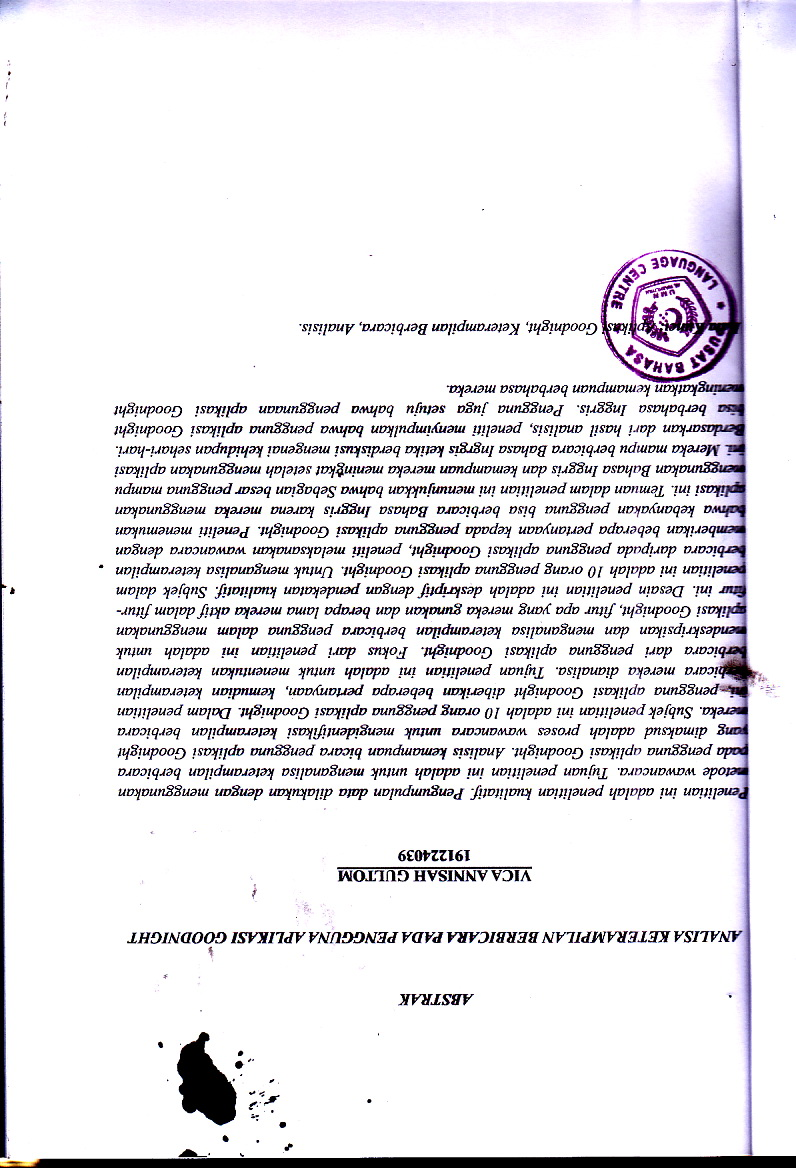 ABSTRAK
ANALISA KETERAMPILAN BERBICARA PADA PENGGUNA APLIKASI GOODNIGHT
VICA ANNISAH GULTOM
191224039
Penelitian ini adalah penelitian kualitatif. Pengumpulan data dilakukan dengan menggunakan
metode wawancara. Tujuan penelitian ini adalah untuk menganalisa keterampilan berbicara
pada pengguna aplikasi Goodnight. Analisis kemampuan bicara pengguna aplikasi Goodnight
yang dimaksud adalah proses wawancara untuk mengidentifikasi keterampilan berbicara
mereka. Subjek penelitian ini adalah 10 orang pengguna aplikasi Goodnight. Dalam penelitian
ini pengguna aplikasi Goodnight diberikan beberapa pertanyaan, kemudian keterampilan
berbicara mereka dianalisa. Tujuan penelitian ini adalah untuk menentukan keterampilan
berbicara dari pengguna aplikasi Goodnight. Fokus dari penelitian ini adalah untuk
mendeskripsikan dan menganalisa keterampilan berbicara pengguna dalam menggunakan
aplikasi Goodnight, fitur apa yang mereka gunakan dan berapa lama mereka aktif dalam fitur-
fitur ini. Desain penelitian ini adalah deskriptif dengan pendekatan kualitatif. Subjek dalam
penelitian ini adalah 10 orang pengguna aplikasi Goodnight. Untuk menganalisa keterampilan
berbicara daripada pengguna aplikasi Goodnight, peneliti melaksanakan wawancara dengan
memberikan beberapa pertanyaan kepada pengguna aplikasi Goodnight. Peneliti menemukan
bahwa kebanyakan pengguna bisa berbicara Bahasa Inggris karena mereka menggunakan
aplikasi ini. Temuan dalam penelitian ini menunjukkan bahwa Sebagian besar pengguna mampu
menggunakan Bahasa Inggris dan kemampuan mereka meningkat setelah menggunakan aplikasi
ini. Mereka mampu berbicara Bahasa Inggris ketika berdiskusi mengenai kehidupan sehari-hari.
Berdasarkan dari hasil analisis, peneliti menyimpulkan bahwa pengguna aplikasi Goodnight
bisa berbahasa Inggris. Pengguna juga setuju bahwa penggunaan aplikasi Goodnight
meningkatkan kemampuan berbahasa mereka.
Kata Kunci: Aplikasi Goodnight, Keterampilan Berbicara, Analisis.
PUSAT BAHASA
UMN
AL WASHLIYAH
★ LANGUAGE CENTRE ★